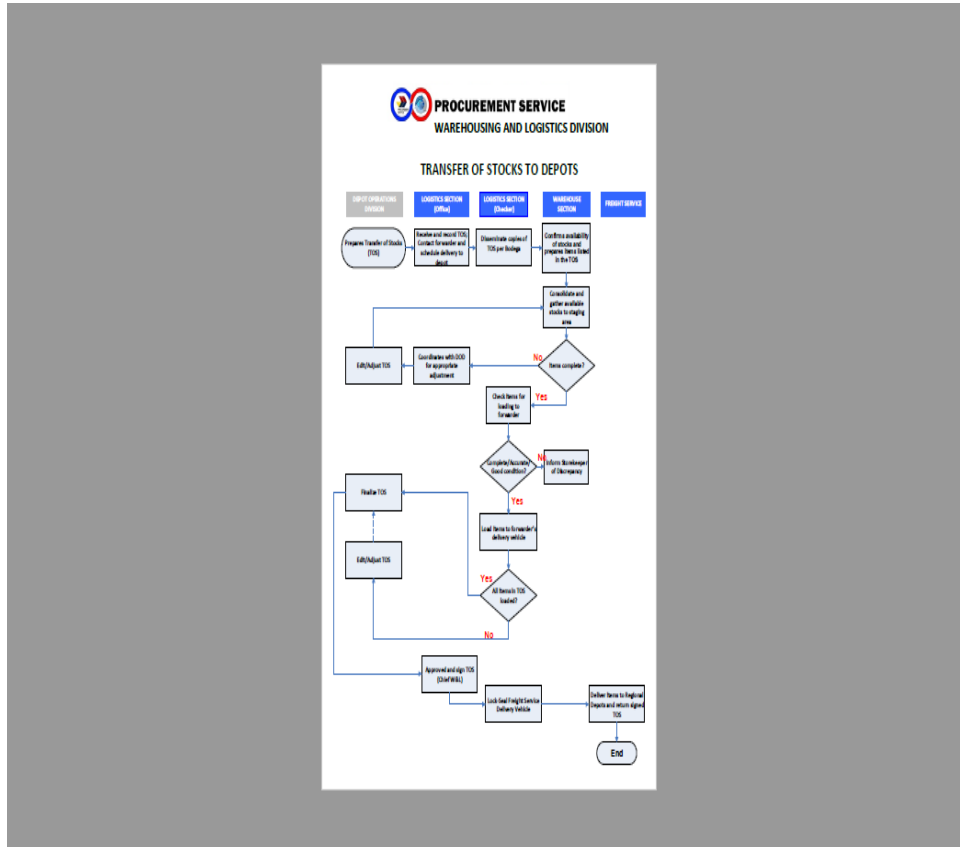 PROCUREMENT SERVICE
WAREHOUSING AND LOGISTICS DIVISION
TRANSFER OF STOCKS TO DEPOTS
DEPOT OPERATIONS
DIVISION
LOGISTICS SECTION
(Office)
LOGISTICS SECTION
(Checker)
WAREHOUSE
SECTION
FREIGHT SERVICE
Prepares Transfer of Stocks
(TOS)
Receive and record TOS,
Contact forwarder and
schedule delivery to
depot
Disseminate copies of
TOS per Bodega
Confirms availability
of stocks and
prepares items listed
in the TOS
Consolidate and
gather available
stocks to staging
area
Edit/Adjust TOS
Coordinates with DOD
for appropriate
adjustment
No
Items complete?
Yes
Check items for
loading to
forwarder
Complete/Accurate/
Good condition?
No
Inform Storekeeper
of Discrepancy
Yes
Finalize TOS
Load items to forwarder's
delivery vehicle
Edit/Adjust TOS
Yes
All items in TOS
loaded?
No
Approved and sign TOS
(Chief WLD)
Lock-Seal Freight Service
Delivery Vehicle
Deliver items to Regional
Depots and return signed
TOS
End